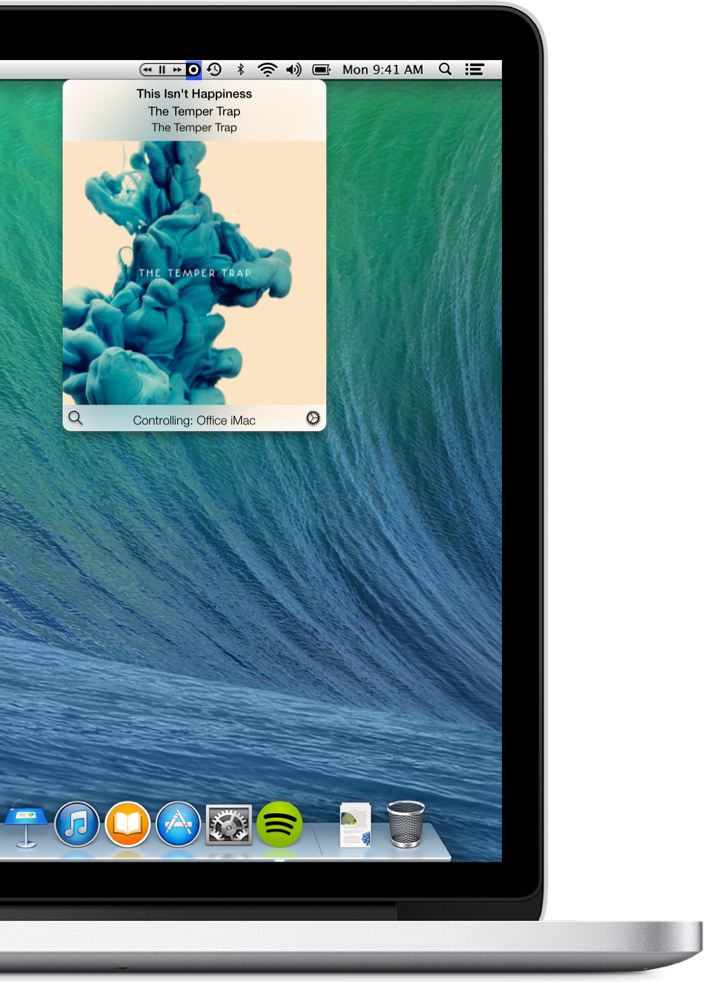 Mon 9:41 AM
This Isn't Happiness
The Temper Trap
The Temper Trap
THE TEMPER TRAP
Controlling: Office iMac